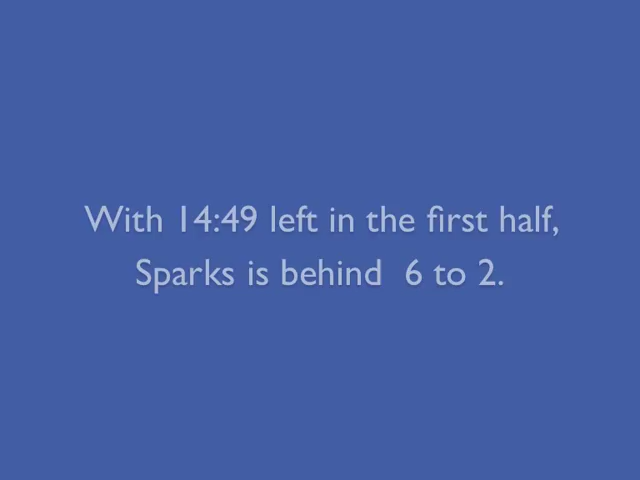 With 14:49 left in the first half,
Sparks is behind  6 to 2.